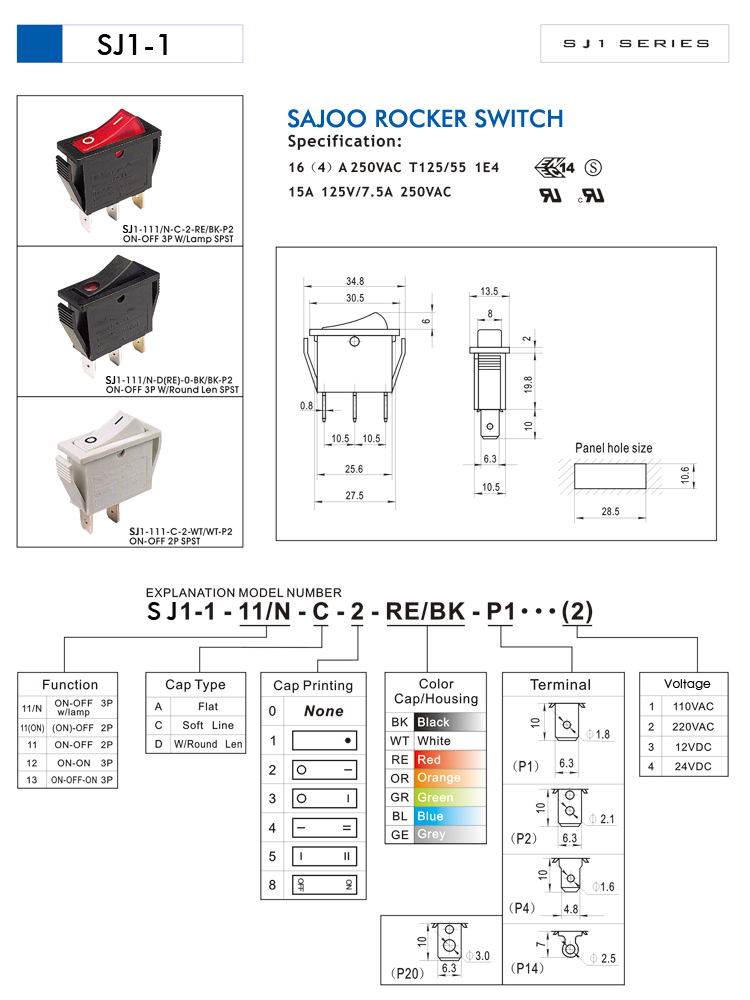 SJ1-1
SJ1 SERIES
SAJOO ROCKER SWITCH
Specification:
16（4）A 250VAC T125/55 1E4
14
S
15A 125V/7.5A 250VAC
SJ1-111/N-C-2-RE/BK-P2
ON-OFF 3P W/Lamp SPST
SJ1-111/N-D(RE)-0-BK/BK-P2
ON-OFF 3P W/Round Len SPST
SJ1-111-C-2-WT/WT-P2
ON-OFF 2P SPST
34.8
30.5
6
0.8
10.5 10.5
25.6
27.5
13.5
8
2
19.8
10
6.3
10.5
Panel hole size
10.6
28.5
EXPLANATION MODEL NUMBER
SJ1-1 - 11/N - C - 2 - RE/BK - P1 ··· (2)
Function
11/N ON-OFF 3P w/lamp
11(ON) (ON)-OFF 2P
11 ON-OFF 2P
12 ON-ON 3P
13 ON-OFF-ON 3P
Cap Type
A Flat
C Soft Line
D W/Round Len
Cap Printing
0 None
1 •
2 O –
3 O I
4 – =
5 I II
8 OFF ON
Color
Cap/Housing
BK Black
WT White
RE Red
OR Orange
GR Green
BL Blue
GE Grey
Terminal
10
Φ1.8
（P1） 6.3
10
Φ2.1
（P2） 6.3
10
Φ1.6
（P4） 4.8
7
Φ2.5
（P14）
10
Φ3.0
（P20） 6.3
Voltage
1 110VAC
2 220VAC
3 12VDC
4 24VDC